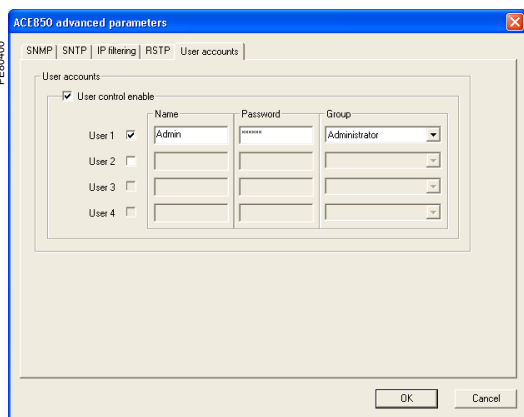 ACE850 advanced parameters
SNMP SNTP IP filtering RSTP User accounts
User accounts
User control enable
Name Password Group
User 1 Admin ****** Administrator
User 2
User 3
User 4
OK Cancel